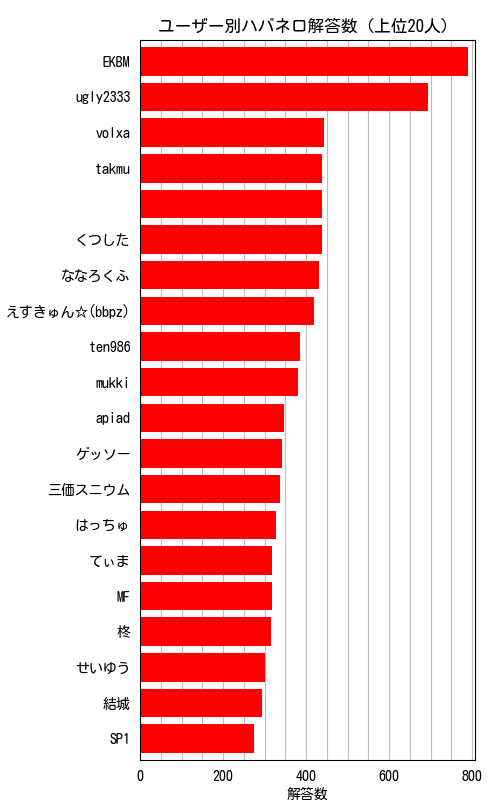 ユーザー別ハバネロ解答数 (上位20人)
EKBM
ugly2333
volxa
takmu
くつした
ななろくふ
えすきゅん☆(bbpz)
ten986
mukki
apiad
ゲッソー
三価スニウム
はっちゅ
てぃま
MF
柊
せいゆう
結城
SP1
0 200 400 600 800
解答数